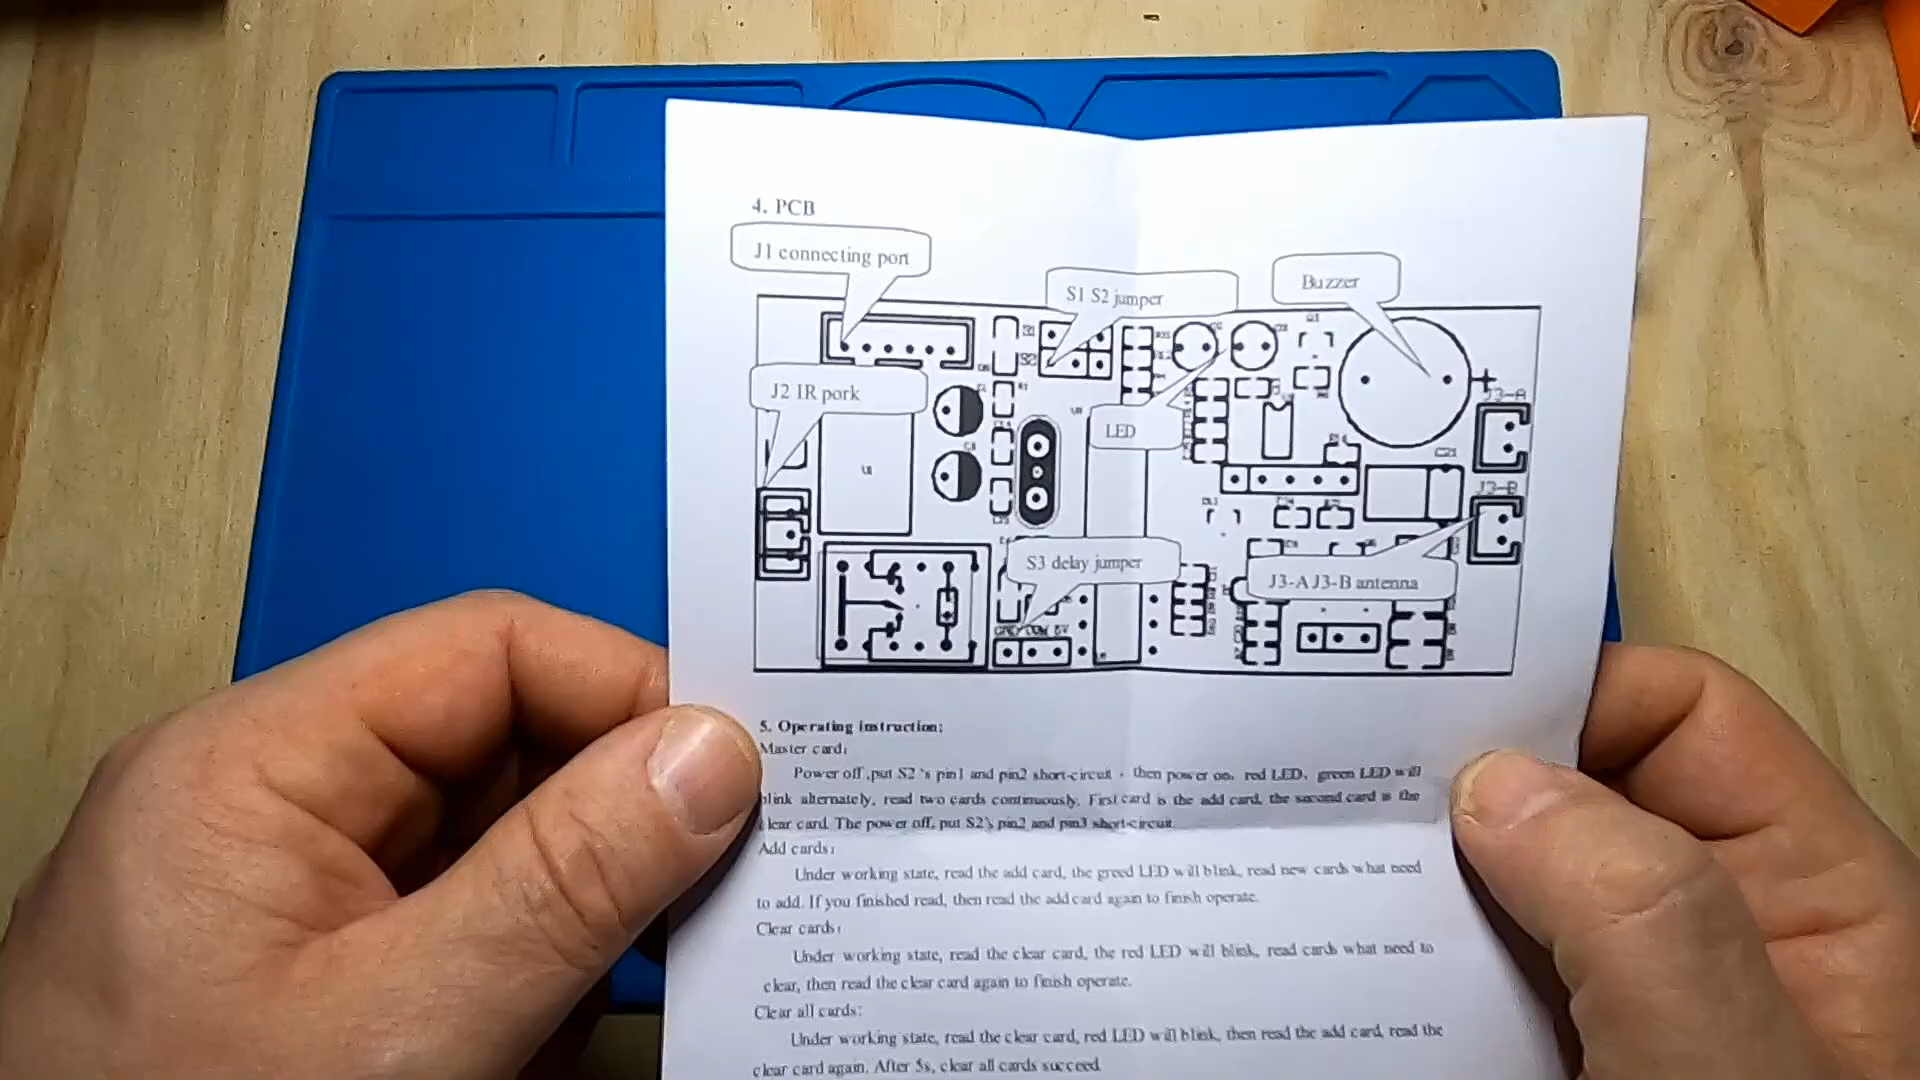 4. PCB
J1 connecting port
S1 S2 jumper
Buzzer
S1
S2
J2 IR pork
LED
J3-A
U1
J3-B
S3 delay jumper
J3-A J3-B antenna
GND COM 5V
5. Operating instruction:
Master card:
Power off ,put S2 's pin1 and pin2 short-circuit , then power on, red LED, green LED will
blink alternately, read two cards continuously. First card is the add card, the second card is the
clear card. The power off, put S2's pin2 and pin3 short-circuit.
Add cards:
Under working state, read the add card, the greed LED will blink, read new cards what need
to add. If you finished read, then read the add card again to finish operate.
Clear cards:
Under working state, read the clear card, the red LED will blink, read cards what need to
clear, then read the clear card again to finish operate.
Clear all cards:
Under working state, read the clear card, red LED will blink, then read the add card, read the
clear card again. After 5s, clear all cards succeed